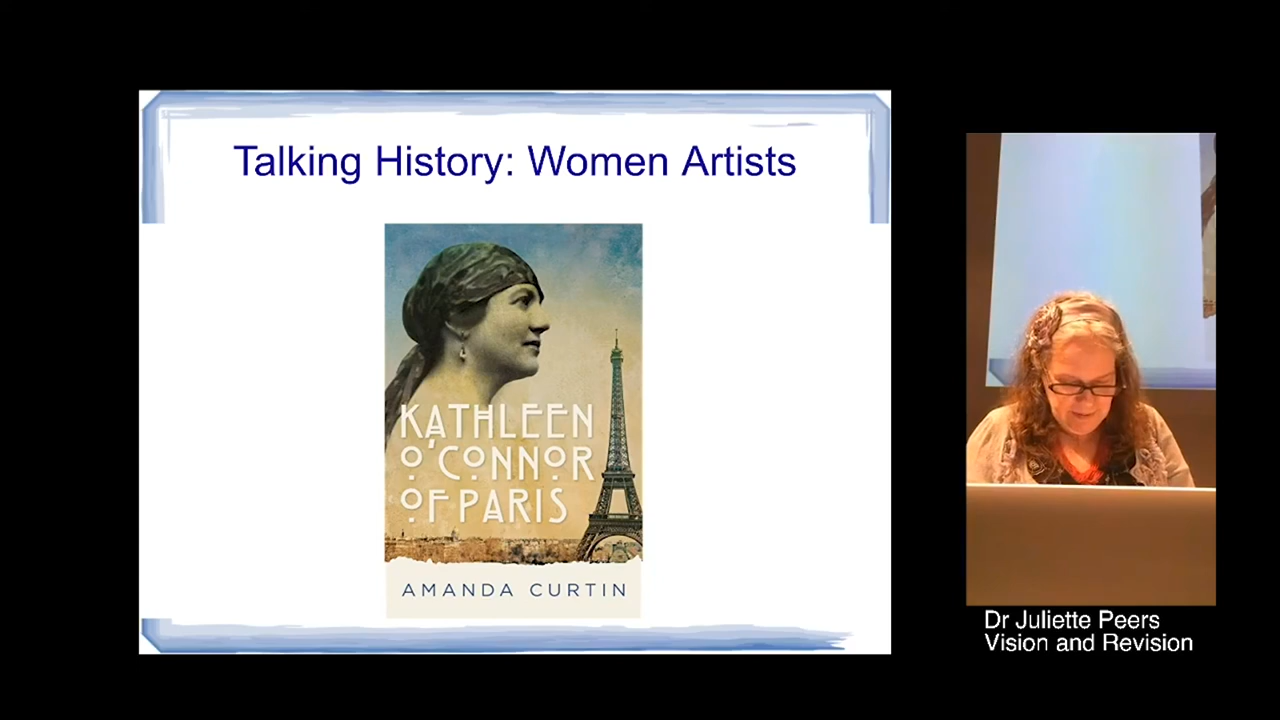 Talking History: Women Artists
KATHLEEN
O'CONNOR
OF PARIS
AMANDA CURTIN
Dr Juliette Peers
Vision and Revision